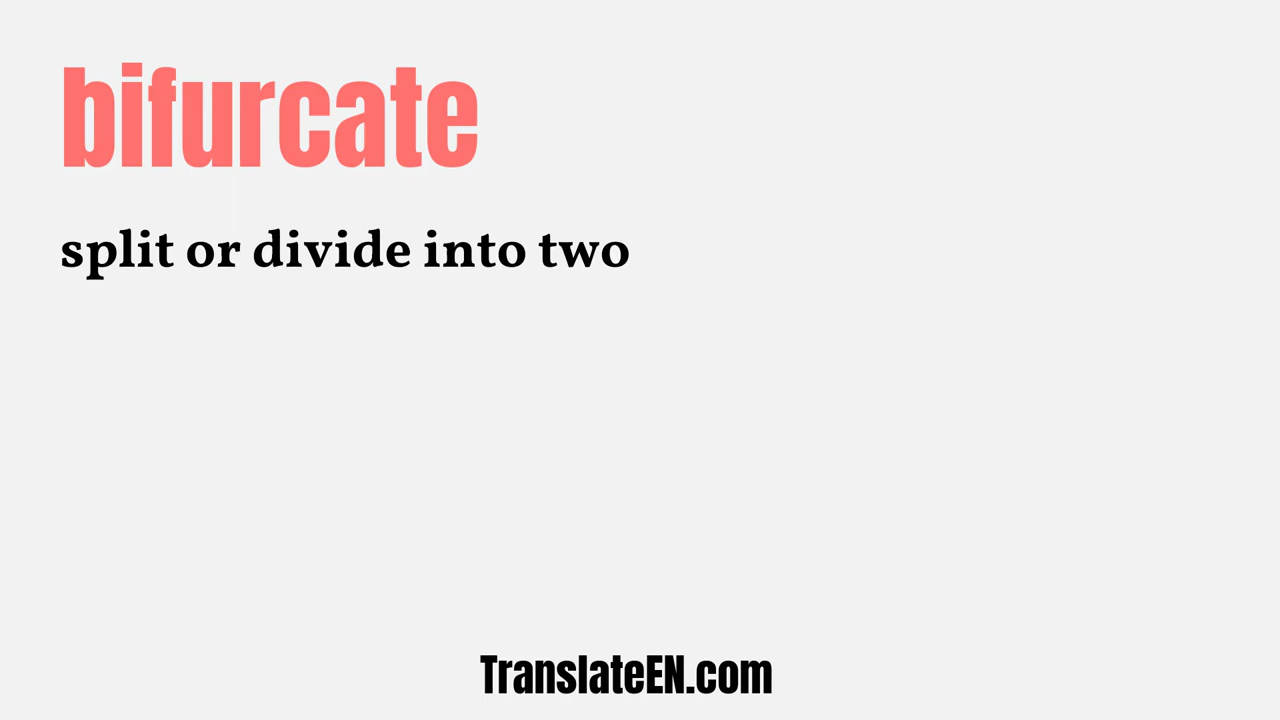 bifurcate
split or divide into two
TranslateEN.com